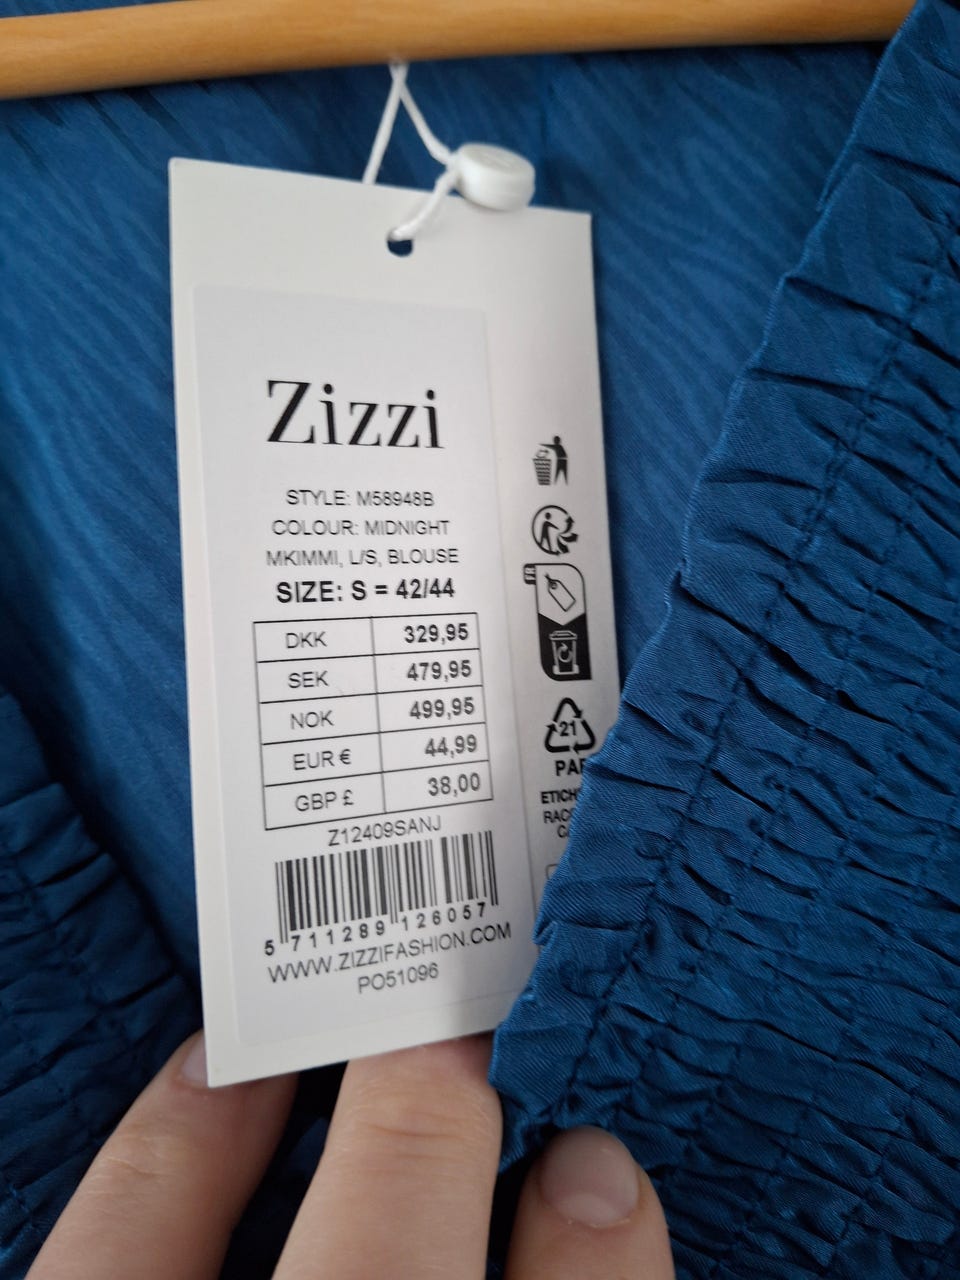 Zizzi
STYLE: M58948B
COLOUR: MIDNIGHT
MKIMMI, L/S, BLOUSE
SIZE: S = 42/44
DKK 329,95
SEK 479,95
NOK 499,95
EUR € 44,99
GBP £ 38,00
Z12409SANJ
5 711289 126057
WWW.ZIZZIFASHION.COM
PO51096
21